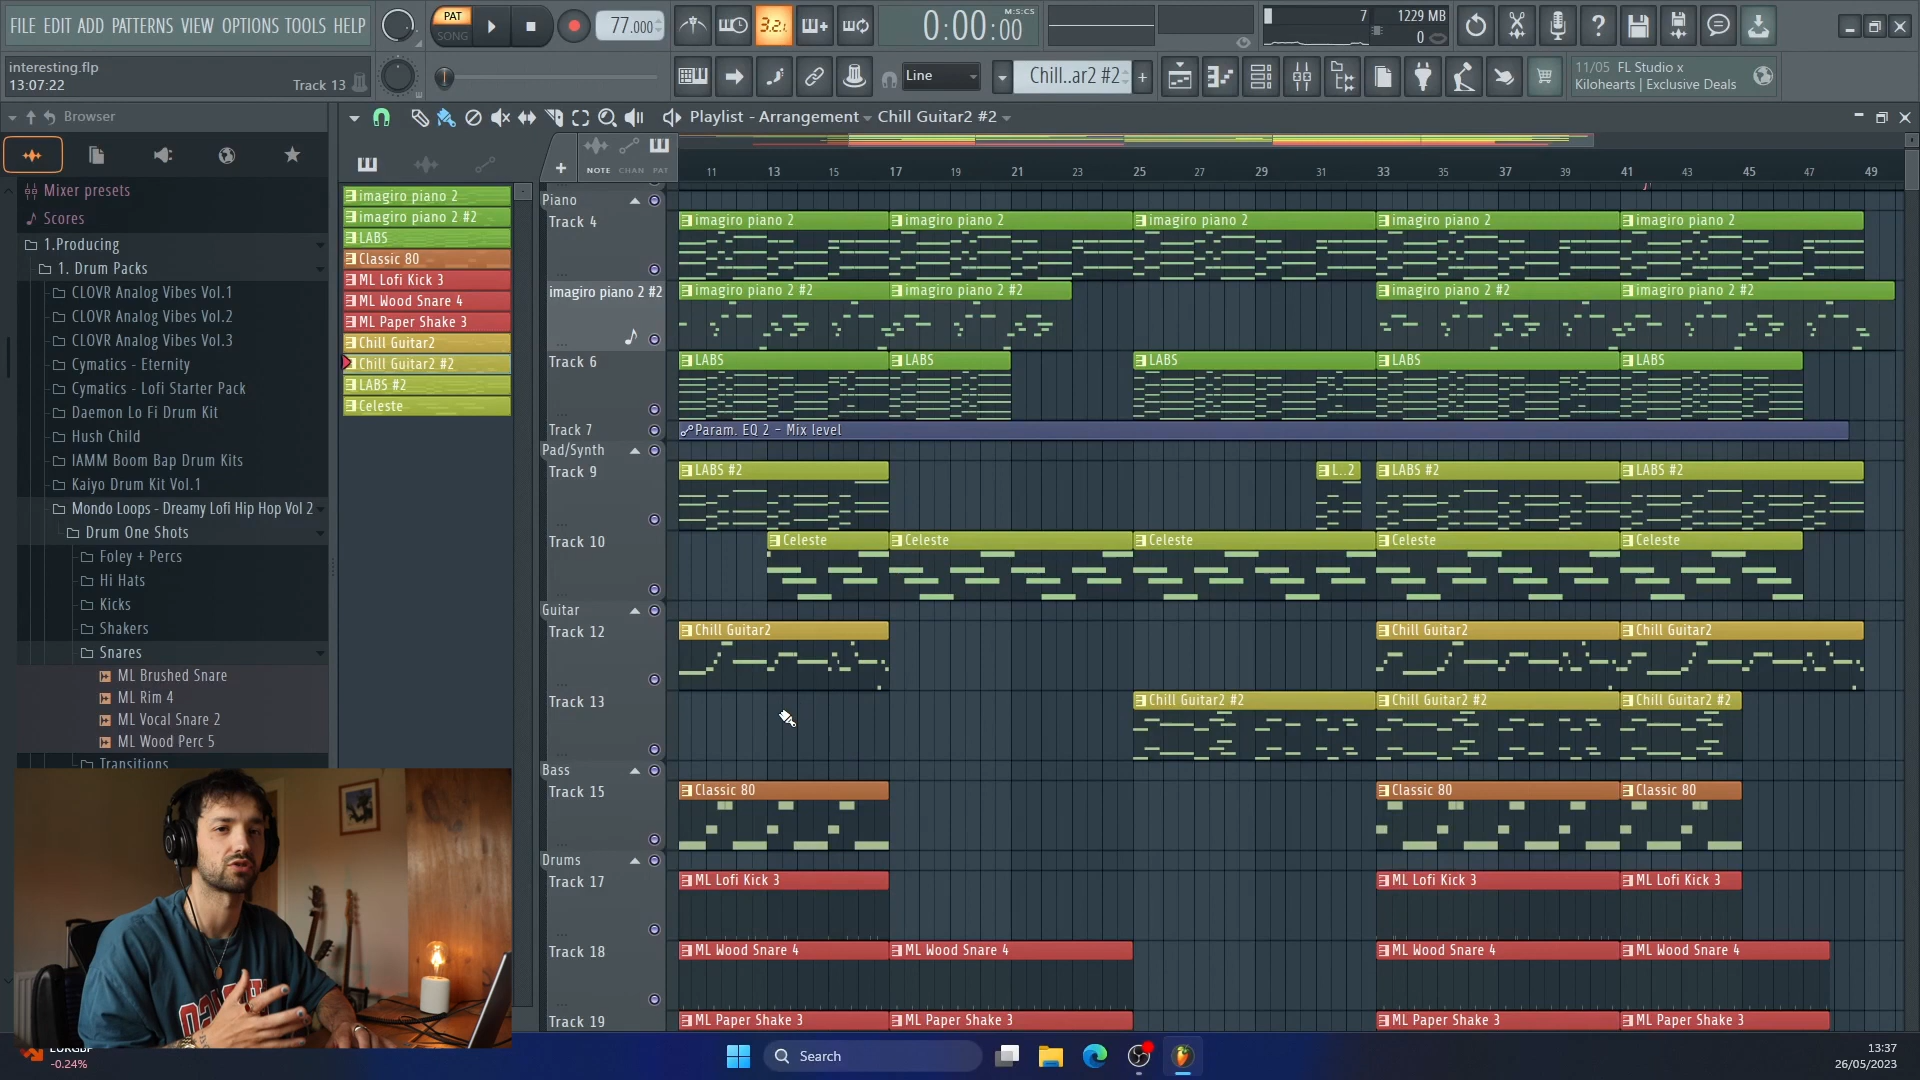 FILE EDIT ADD PATTERNS VIEW OPTIONS TOOLS HELP
PAT
SONG
77.000
3.2.
0:00:00
M:S:CS
7
1229 MB
0
interesting.flp
13:07:22
Track 13
Line
Chill..ar2 #2
11/05 FL Studio x
Kilohearts | Exclusive Deals
Browser
Playlist - Arrangement
Chill Guitar2 #2
NOTE CHAN PAT
11 13 15 17 19 21 23 25 27 29 31 33 35 37 39 41 43 45 47 49
Mixer presets
Scores
1.Producing
1. Drum Packs
CLOVR Analog Vibes Vol.1
CLOVR Analog Vibes Vol.2
CLOVR Analog Vibes Vol.3
Cymatics - Eternity
Cymatics - Lofi Starter Pack
Daemon Lo Fi Drum Kit
Hush Child
IAMM Boom Bap Drum Kits
Kaiyo Drum Kit Vol.1
Mondo Loops - Dreamy Lofi Hip Hop Vol 2
Drum One Shots
Foley + Percs
Hi Hats
Kicks
Shakers
Snares
ML Brushed Snare
ML Rim 4
ML Vocal Snare 2
ML Wood Perc 5
Transitions
imagiro piano 2
imagiro piano 2 #2
LABS
Classic 80
ML Lofi Kick 3
ML Wood Snare 4
ML Paper Shake 3
Chill Guitar2
Chill Guitar2 #2
LABS #2
Celeste
Piano
Track 4
imagiro piano 2 imagiro piano 2 imagiro piano 2 imagiro piano 2 imagiro piano 2
imagiro piano 2 #2
imagiro piano 2 #2 imagiro piano 2 #2 imagiro piano 2 #2 imagiro piano 2 #2
Track 6
LABS LABS LABS LABS LABS
Track 7
Param. EQ 2 - Mix level
Pad/Synth
Track 9
LABS #2 L..2 LABS #2 LABS #2
Track 10
Celeste Celeste Celeste Celeste Celeste
Guitar
Track 12
Chill Guitar2 Chill Guitar2 Chill Guitar2
Track 13
Chill Guitar2 #2 Chill Guitar2 #2 Chill Guitar2 #2
Bass
Track 15
Classic 80 Classic 80 Classic 80
Drums
Track 17
ML Lofi Kick 3 ML Lofi Kick 3 ML Lofi Kick 3
Track 18
ML Wood Snare 4 ML Wood Snare 4 ML Wood Snare 4 ML Wood Snare 4
Track 19
ML Paper Shake 3 ML Paper Shake 3 ML Paper Shake 3 ML Paper Shake 3
-0.24%
Search
13:37
26/05/2023